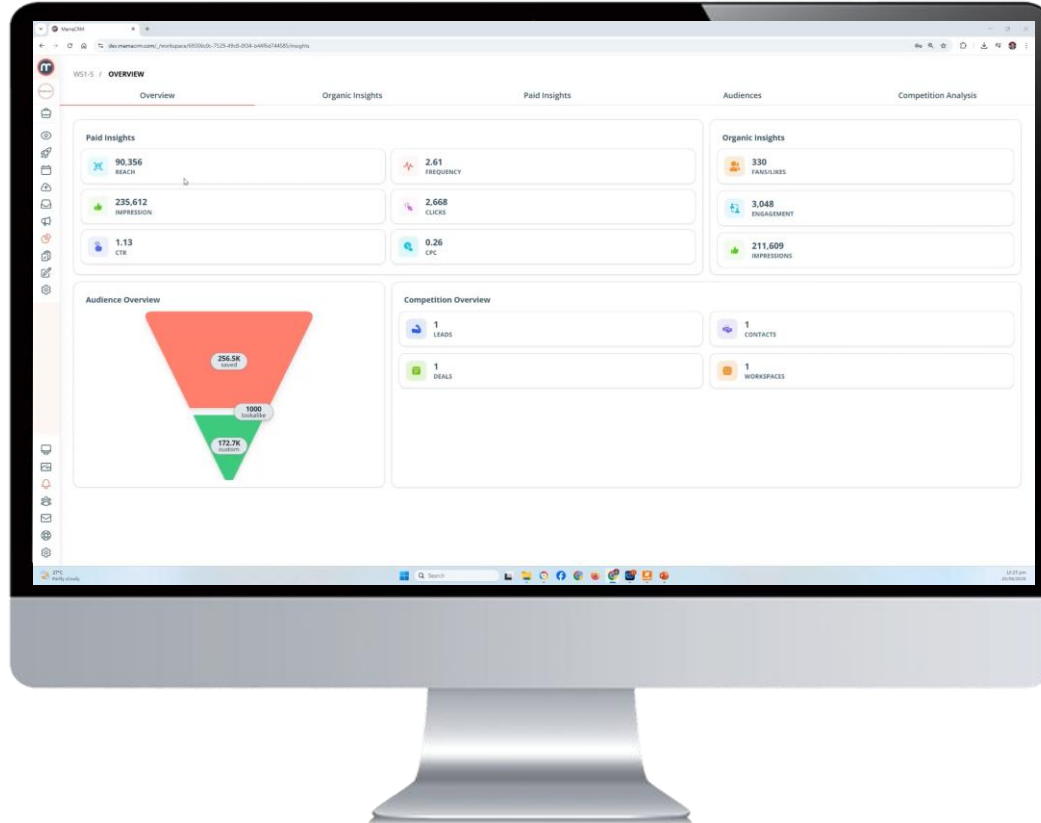 MamaCRM
WS1-S / OVERVIEW
Overview
Organic Insights
Paid Insights
Audiences
Competition Analysis
Paid Insights
90,356
REACH
2.61
FREQUENCY
235,612
IMPRESSION
2,668
CLICKS
1.13
CTR
0.26
CPC
Organic Insights
330
FANS/LIKES
3,048
ENGAGEMENT
211,609
IMPRESSIONS
Audience Overview
256.5K
saved
1000
lookalike
172.7K
custom
Competition Overview
1
LEADS
1
CONTACTS
1
DEALS
1
WORKSPACES
Partly cloudy
Search